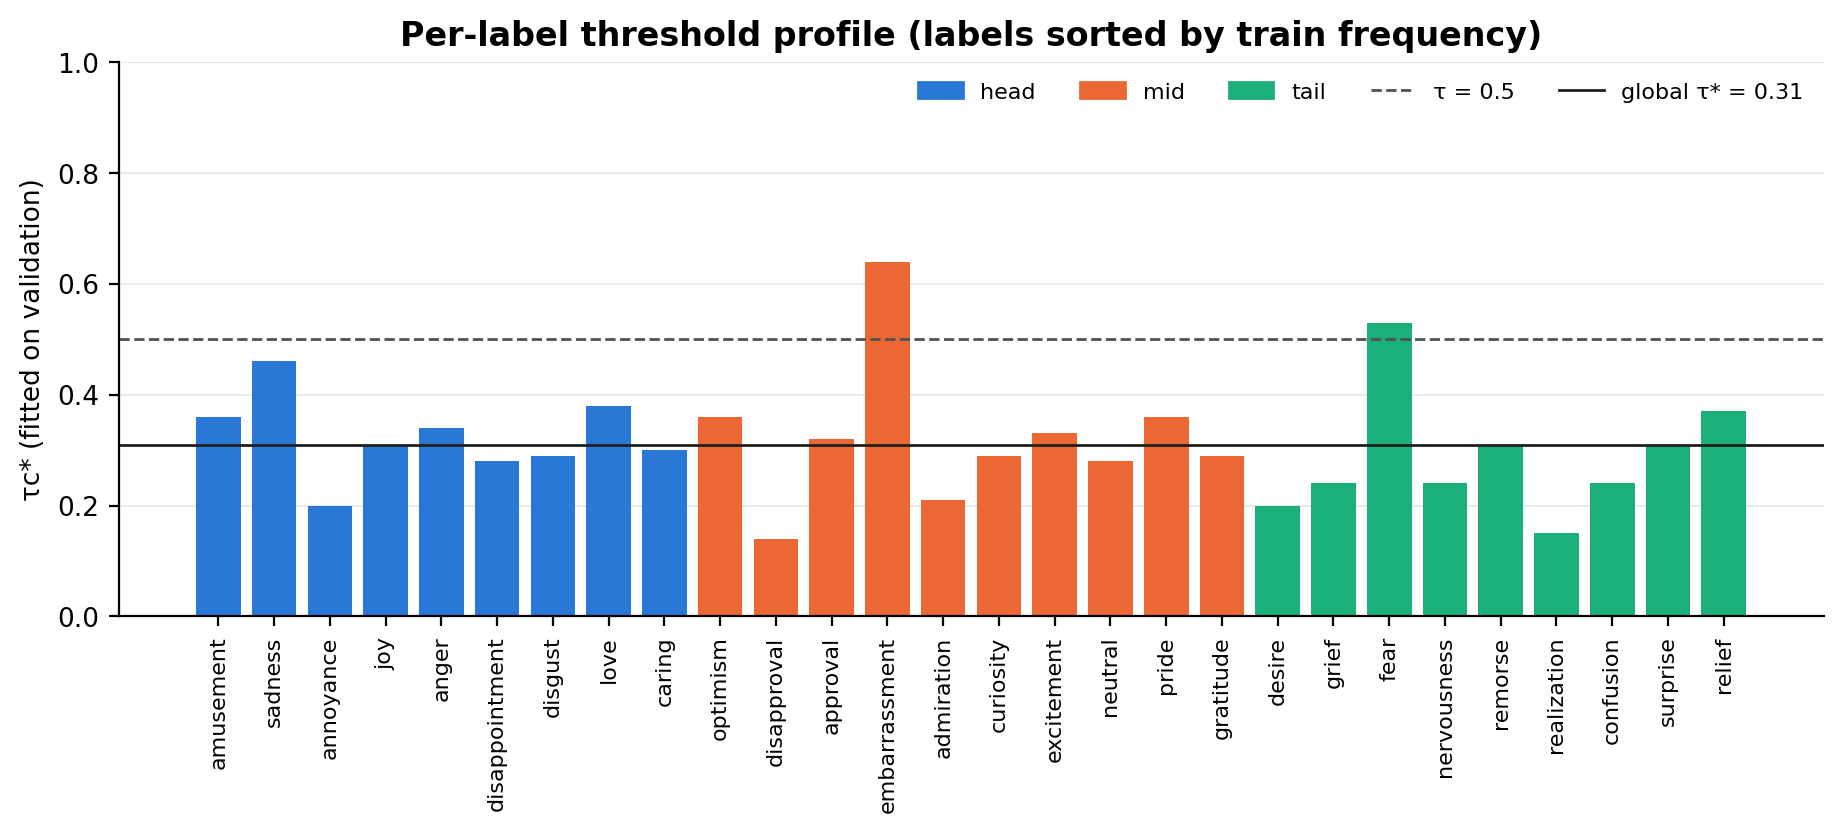 Per-label threshold profile (labels sorted by train frequency)
head mid tail τ = 0.5 global τ* = 0.31
τc* (fitted on validation)
1.0
0.8
0.6
0.4
0.2
0.0
amusement
sadness
annoyance
joy
anger
disappointment
disgust
love
caring
optimism
disapproval
approval
embarrassment
admiration
curiosity
excitement
neutral
pride
gratitude
desire
grief
fear
nervousness
remorse
realization
confusion
surprise
relief